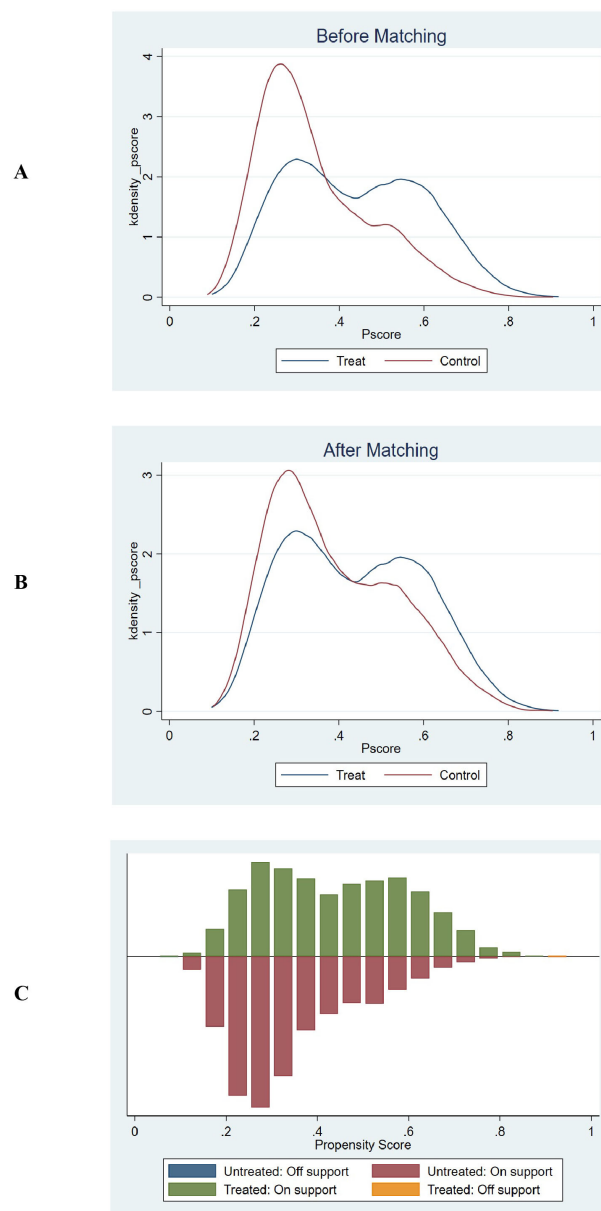 A
Before Matching
kdensity _pscore
0 1 2 3 4
0 .2 .4 .6 .8 1
Pscore
Treat Control
B
After Matching
kdensity _pscore
0 1 2 3
0 .2 .4 .6 .8 1
Pscore
Treat Control
C
0 .2 .4 .6 .8 1
Propensity Score
Untreated: Off support Untreated: On support
Treated: On support Treated: Off support